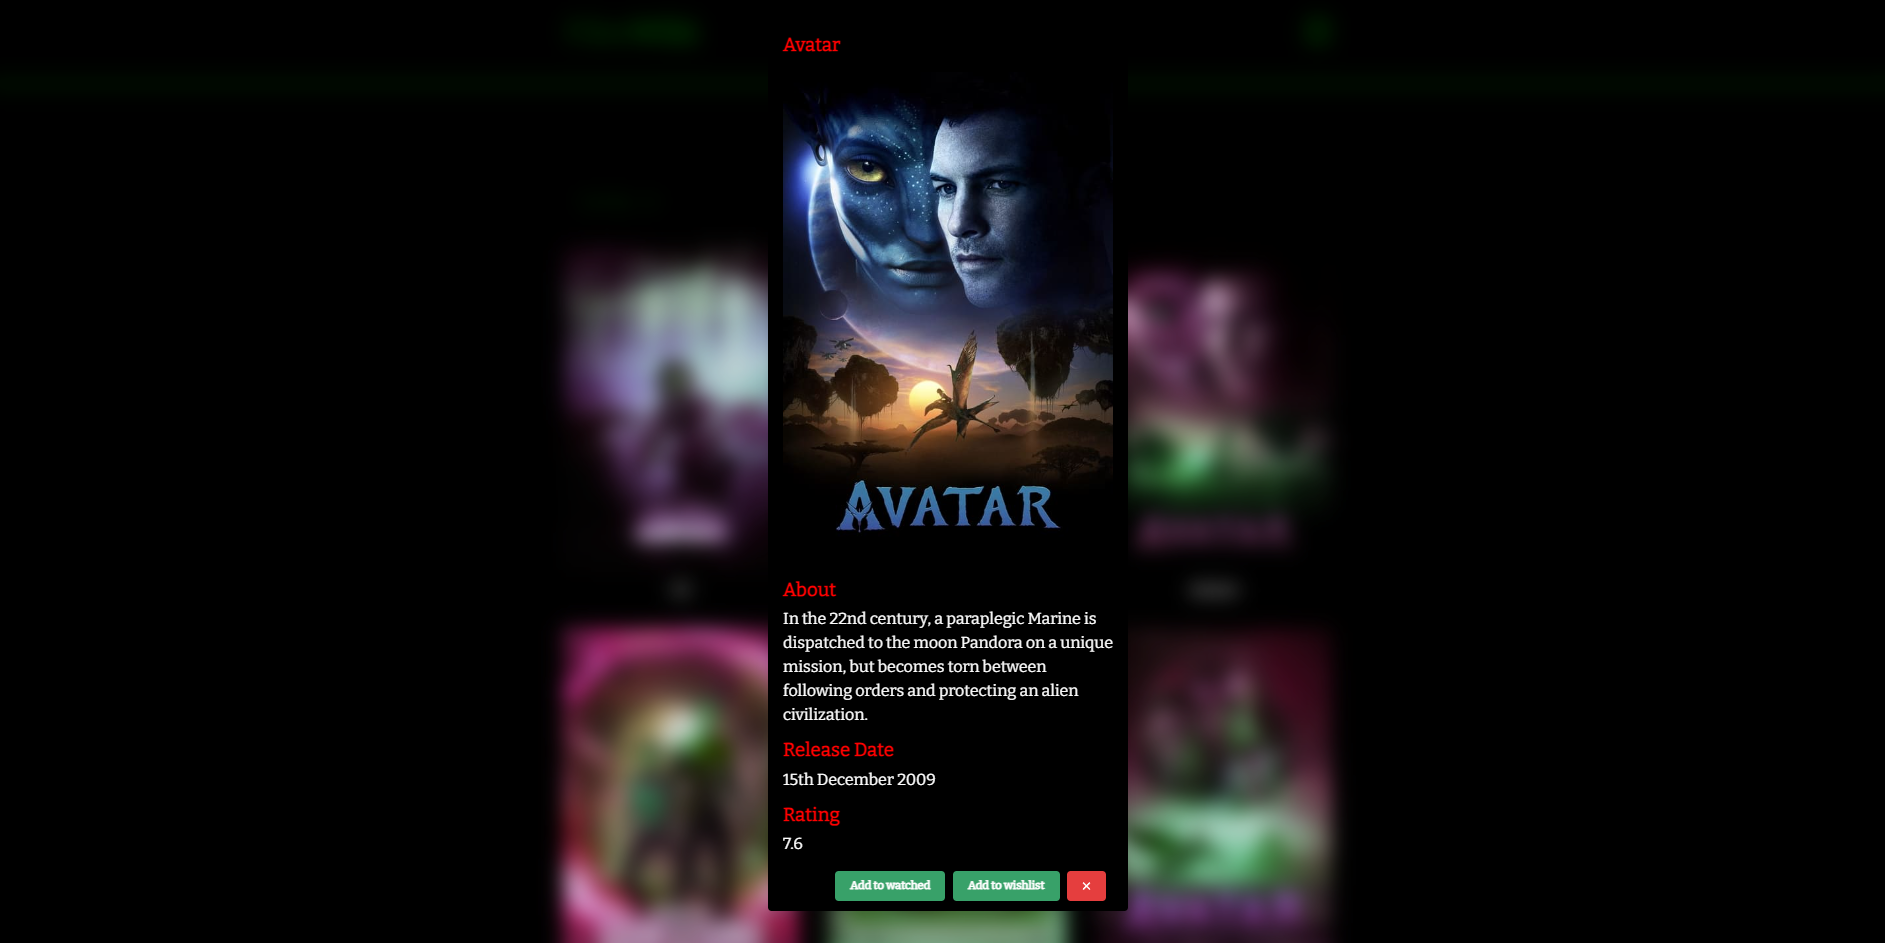 Avatar
AVATAR
About
In the 22nd century, a paraplegic Marine is
dispatched to the moon Pandora on a unique
mission, but becomes torn between
following orders and protecting an alien
civilization.
Release Date
15th December 2009
Rating
7.6
Add to watched
Add to wishlist
×